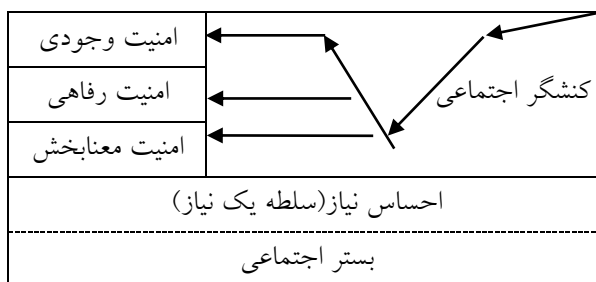 امنیت وجودی
امنیت رفاهی
کنشگر اجتماعی
امنیت معنابخش
احساس نیاز(سلطه یک نیاز)
بستر اجتماعی